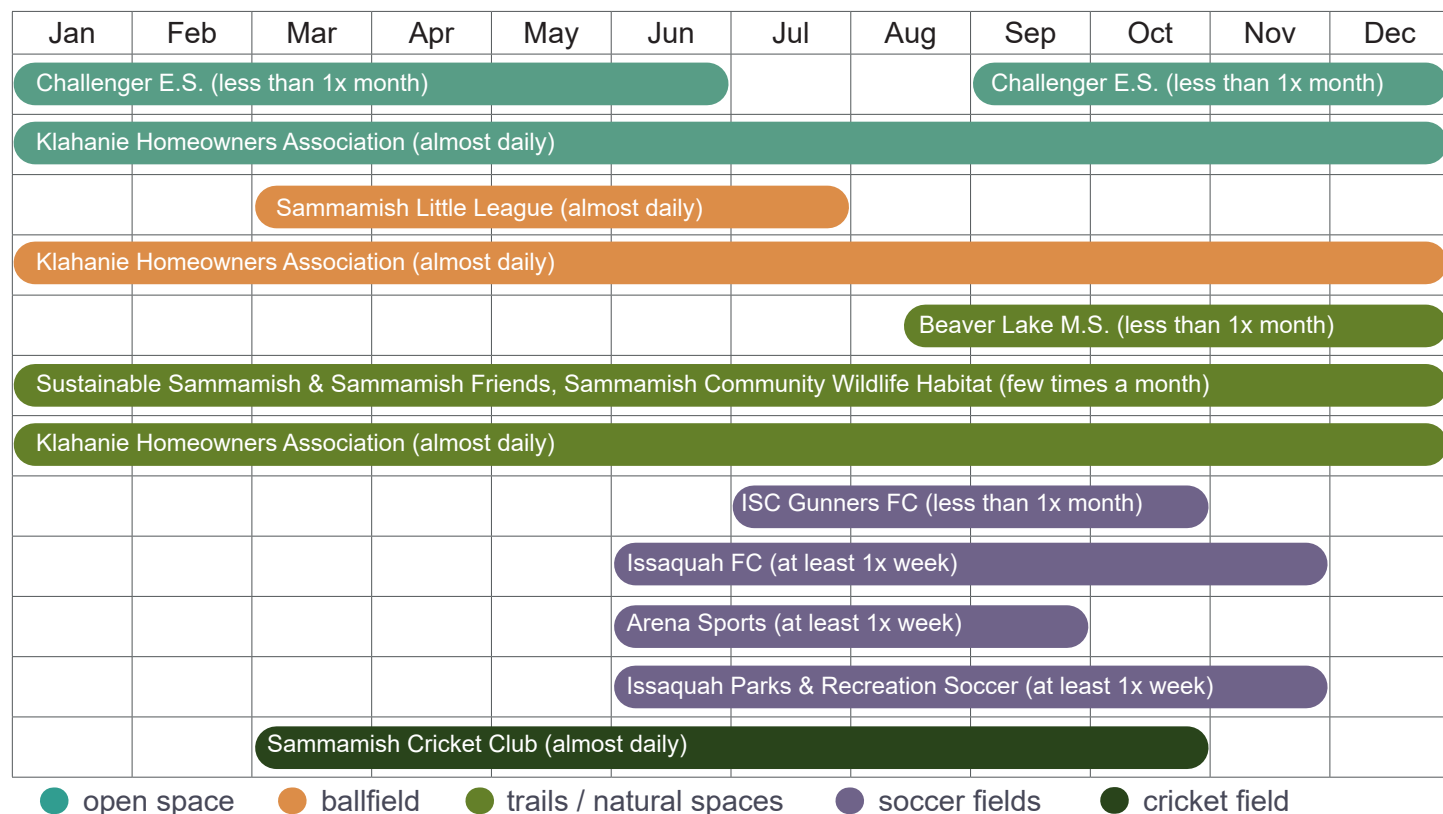 Jan Feb Mar Apr May Jun Jul Aug Sep Oct Nov Dec
Challenger E.S. (less than 1x month) Challenger E.S. (less than 1x month)
Klahanie Homeowners Association (almost daily)
Sammamish Little League (almost daily)
Klahanie Homeowners Association (almost daily)
Beaver Lake M.S. (less than 1x month)
Sustainable Sammamish & Sammamish Friends, Sammamish Community Wildlife Habitat (few times a month)
Klahanie Homeowners Association (almost daily)
ISC Gunners FC (less than 1x month)
Issaquah FC (at least 1x week)
Arena Sports (at least 1x week)
Issaquah Parks & Recreation Soccer (at least 1x week)
Sammamish Cricket Club (almost daily)
open space ballfield trails / natural spaces soccer fields cricket field